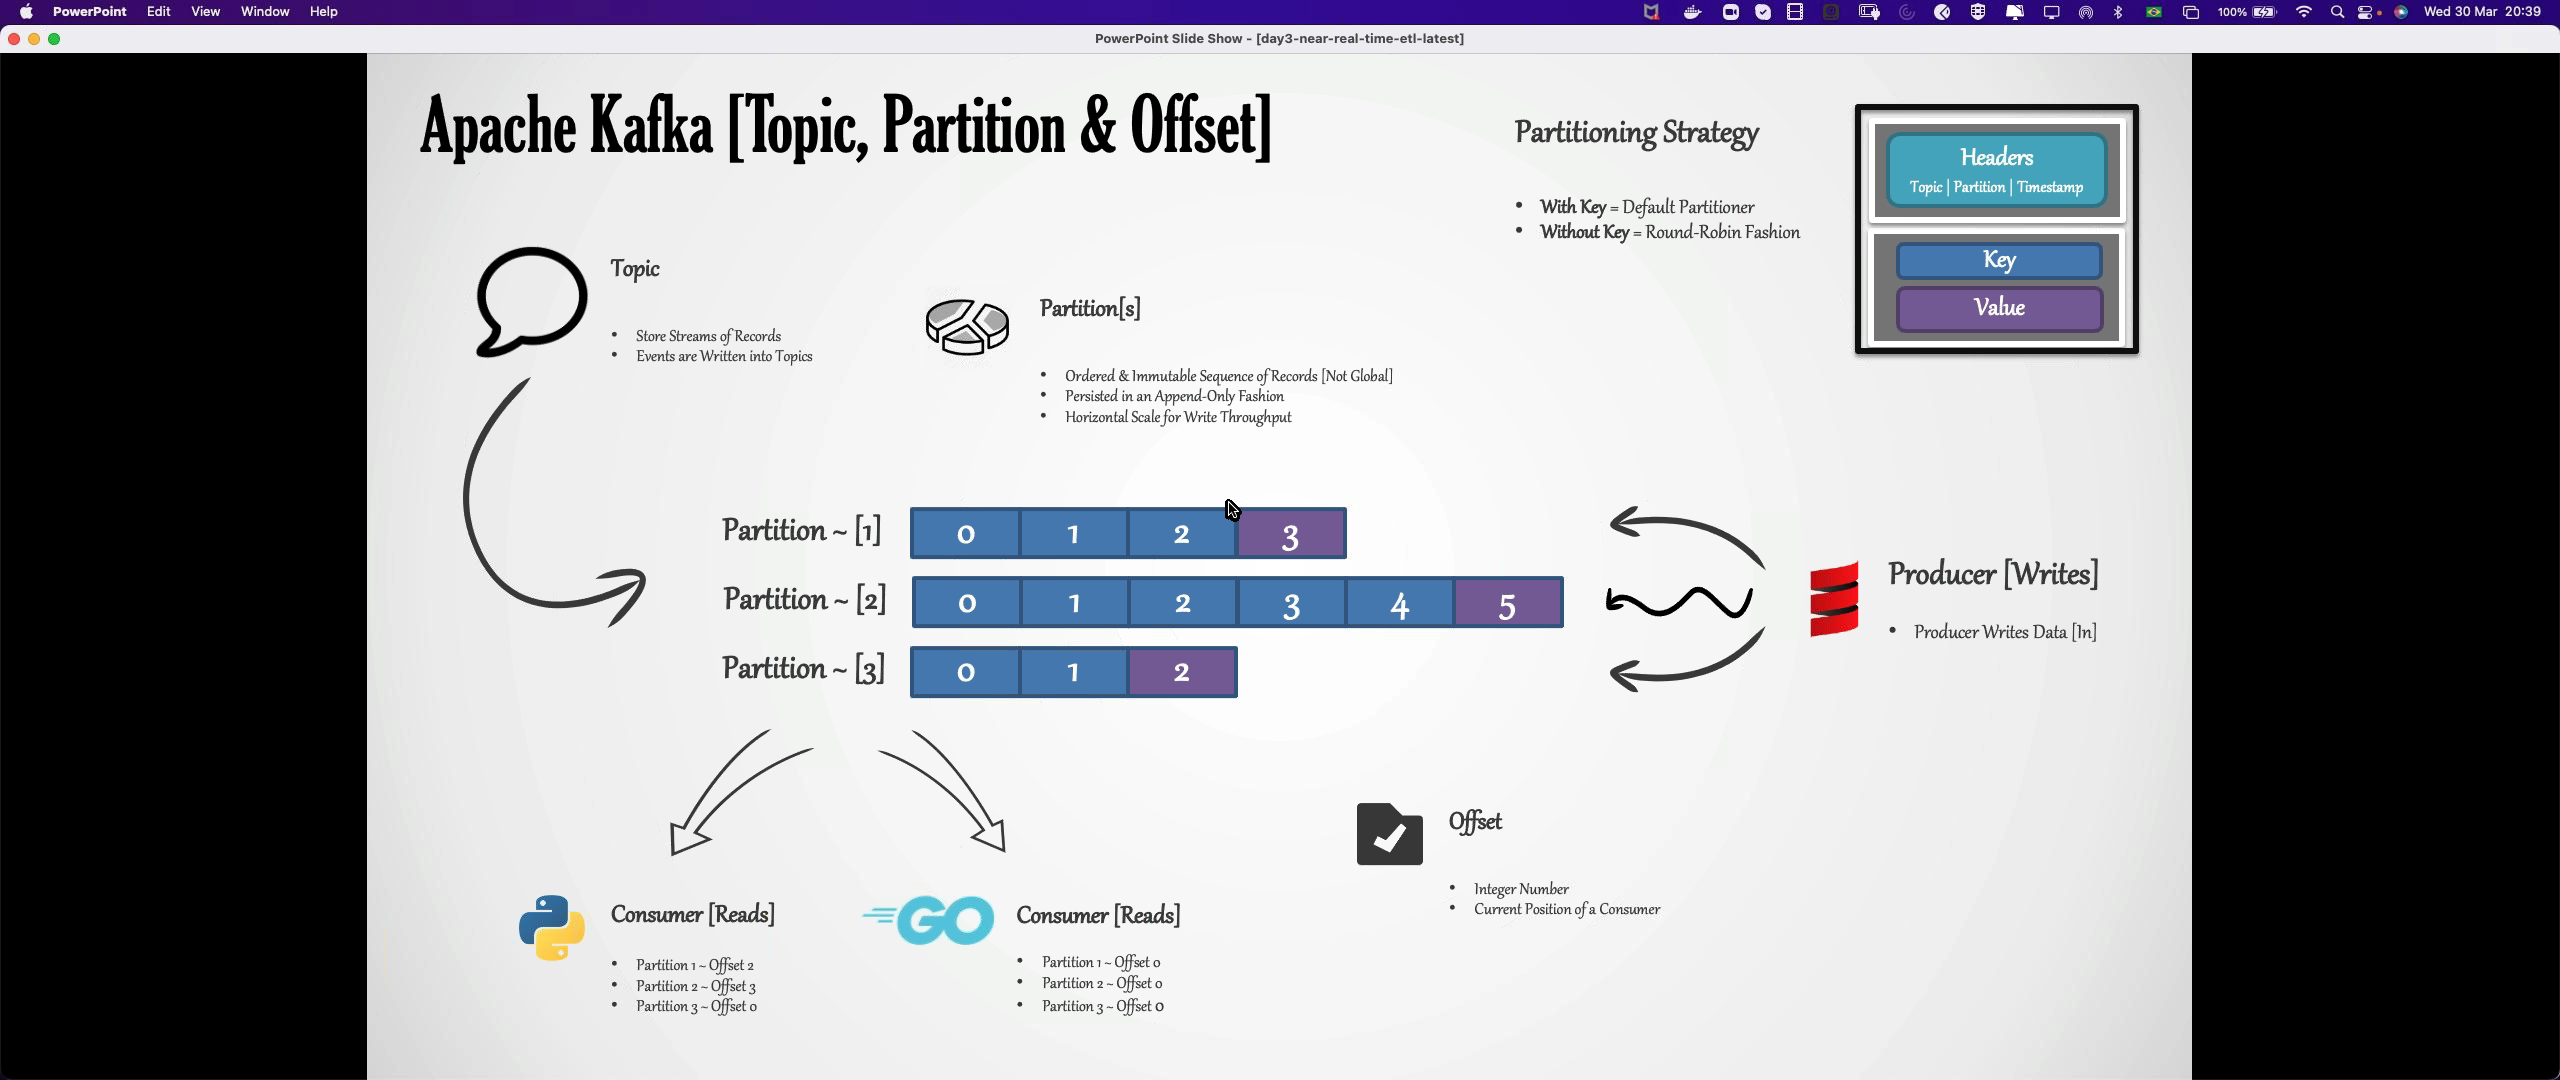 PowerPoint Edit View Window Help
100% Wed 30 Mar 20:39
PowerPoint Slide Show - [day3-near-real-time-etl-latest]
Apache Kafka [Topic, Partition & Offset]
Partitioning Strategy
• With Key = Default Partitioner
• Without Key = Round-Robin Fashion
Headers
Topic | Partition | Timestamp
Key
Value
Topic
• Store Streams of Records
• Events are Written into Topics
Partition[s]
• Ordered & Immutable Sequence of Records [Not Global]
• Persisted in an Append-Only Fashion
• Horizontal Scale for Write Throughput
Partition ~ [1] 0 1 2 3
Partition ~ [2] 0 1 2 3 4 5
Partition ~ [3] 0 1 2
Producer [Writes]
• Producer Writes Data [In]
Consumer [Reads]
• Partition 1 ~ Offset 2
• Partition 2 ~ Offset 3
• Partition 3 ~ Offset 0
GO
Consumer [Reads]
• Partition 1 ~ Offset 0
• Partition 2 ~ Offset 0
• Partition 3 ~ Offset 0
Offset
• Integer Number
• Current Position of a Consumer